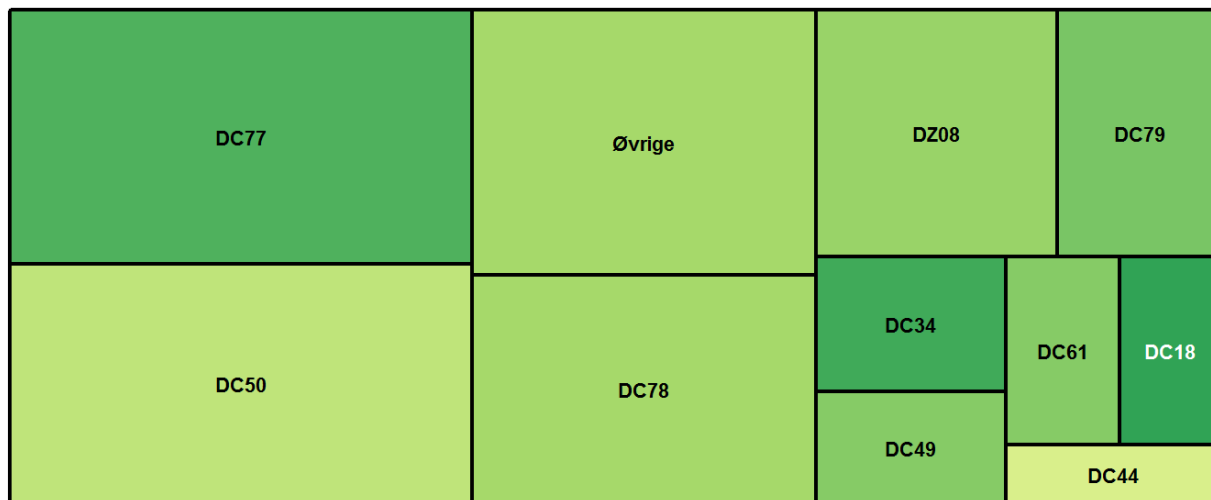 DC77
Øvrige
DZ08
DC79
DC34
DC61
DC18
DC50
DC78
DC49
DC44